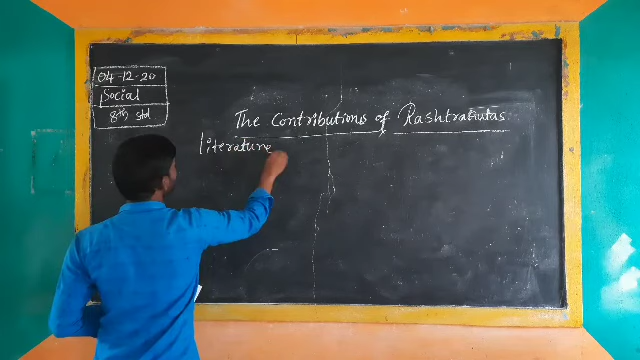 04-12-20
Social
8th std
The Contributions of Rashtrakutas
Literature